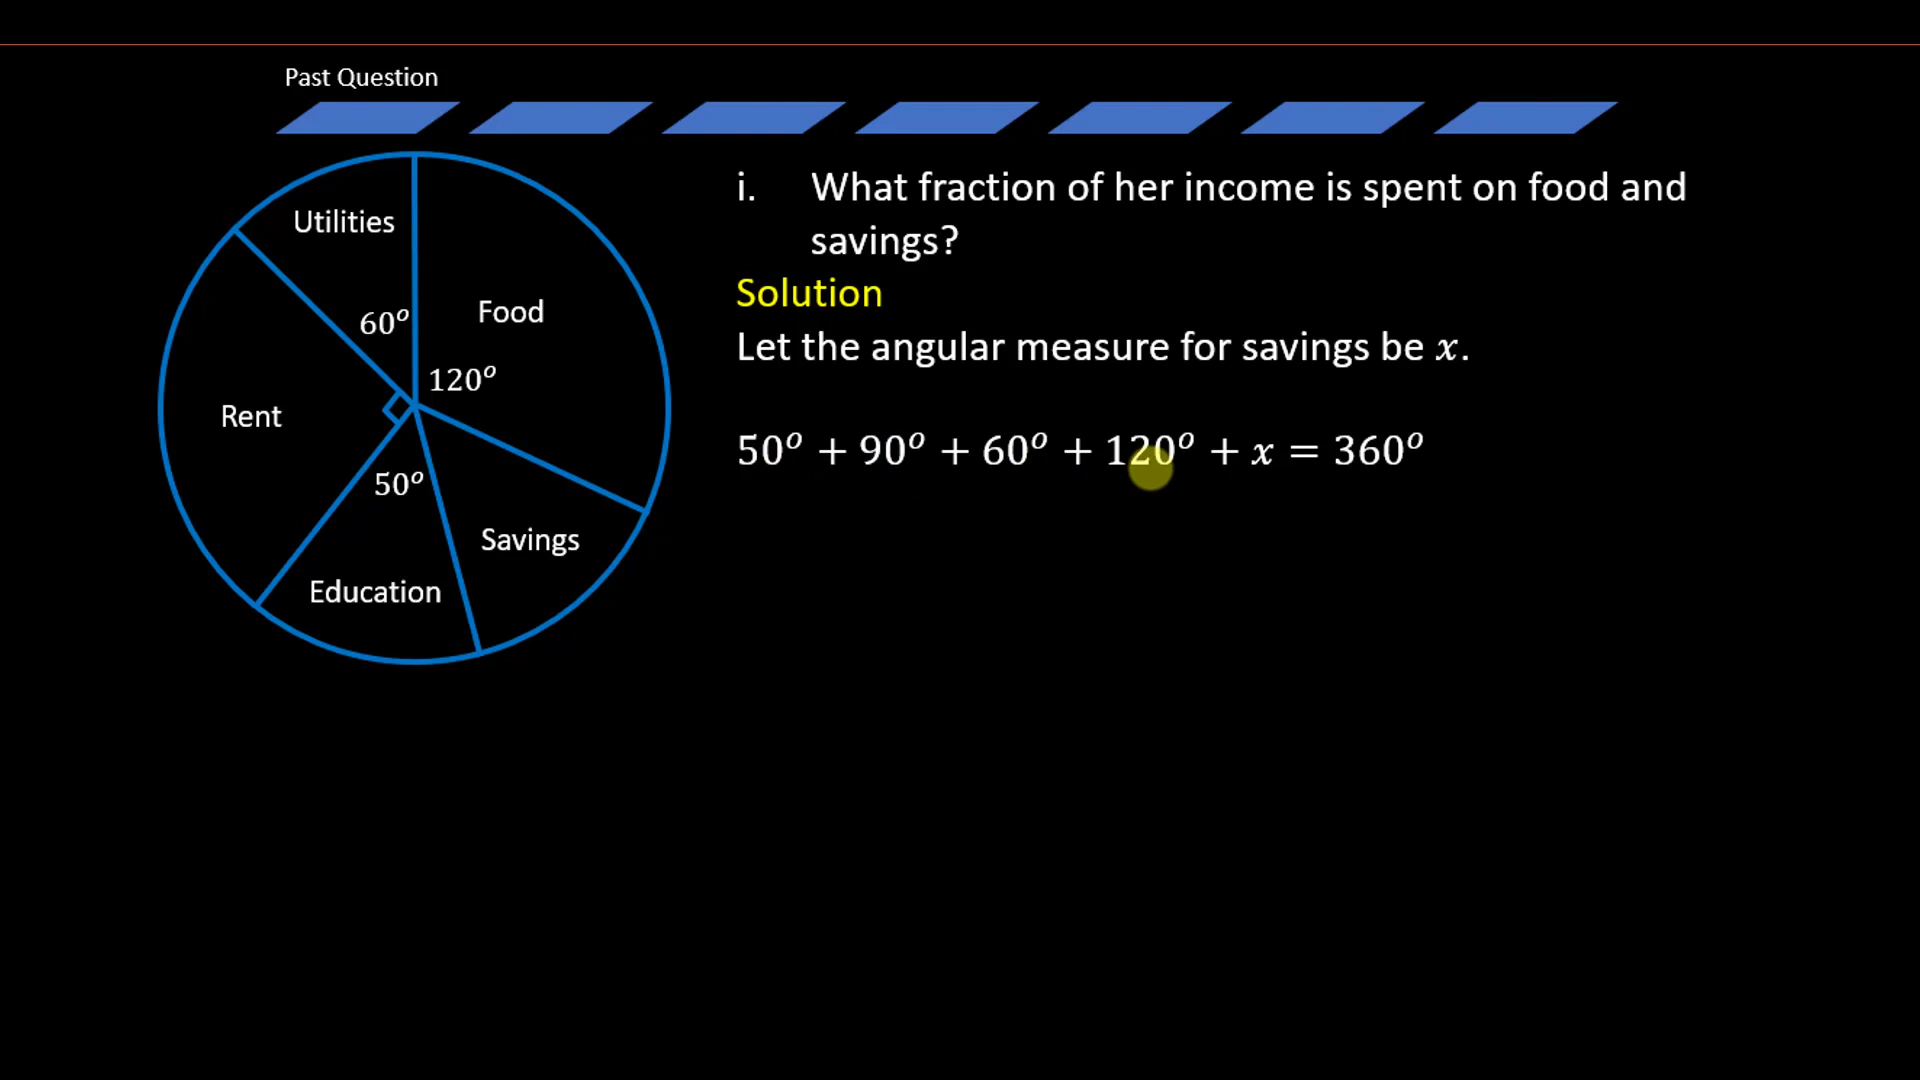 Past Question
i. What fraction of her income is spent on food and
savings?
Solution
Let the angular measure for savings be x.
50° + 90° + 60° + 120° + x = 360°
Utilities
60°
Food
120°
Rent
50°
Savings
Education